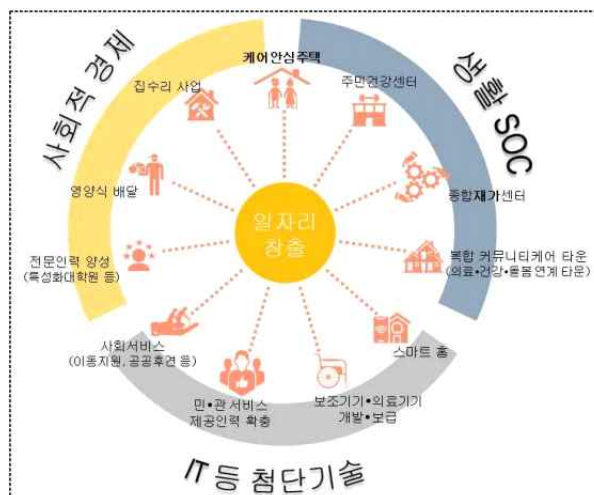 사회적 경제
생활 SOC
케어안심주택
집수리 사업
주민건강센터
영양식 배달
종합재가센터
일자리
창출
전문인력 양성
(특성화대학원 등)
복합 커뮤니티케어 타운
(의료•건강•돌봄연계 타운)
사회서비스
(이동지원, 공공후견 등)
스마트 홈
민•관 서비스
제공인력 확충
보조기기•의료기기
개발•보급
IT 등 첨단기술